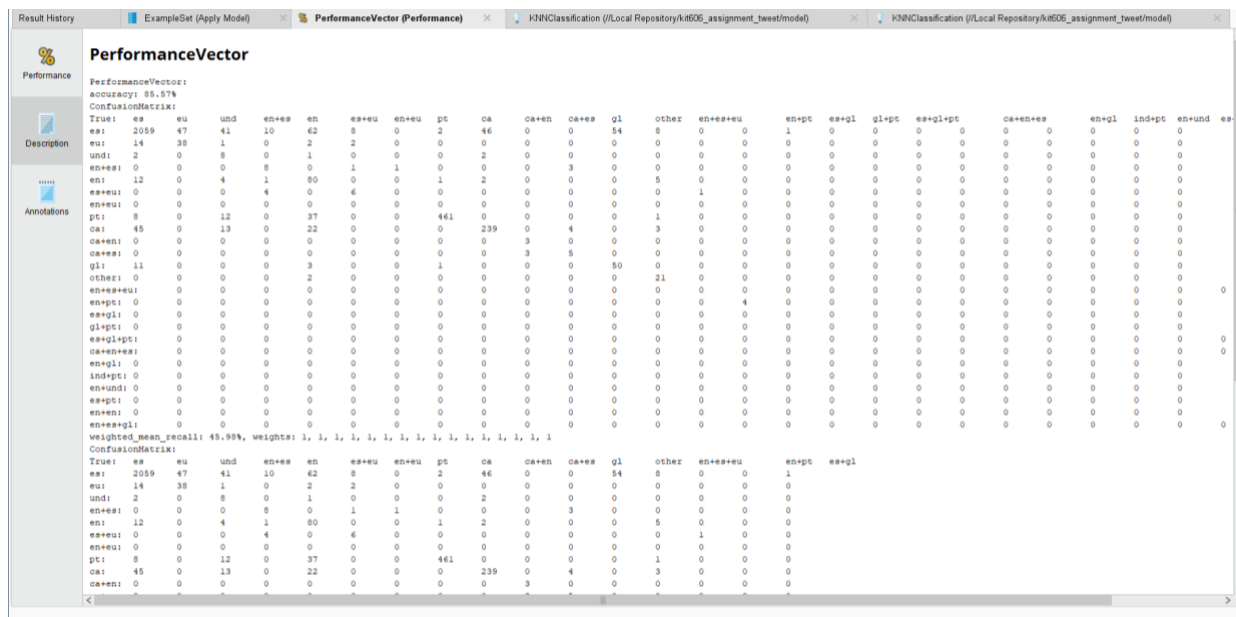 Result History ExampleSet (Apply Model) PerformanceVector (Performance) KNNClassification (//Local Repository/kit606_assignment_tweet/model) KNNClassification (//Local Repository/kit606_assignment_tweet/model)
%
Performance
Description
Annotations
PerformanceVector
PerformanceVector:
accuracy: 85.57%
ConfusionMatrix:
True: es eu und en+es en es+eu en+eu pt ca ca+en ca+es gl other en+es+eu en+pt es+gl gl+pt es+gl+pt ca+en+es en+gl ind+pt en+und es-
es: 2059 47 41 10 62 8 0 2 46 0 0 54 8 0 0 1 0 0 0 0 0 0 0 0 0
eu: 14 38 1 0 2 2 0 0 0 0 0 0 0 0 0 0 0 0 0 0 0 0 0 0 0
und: 2 0 8 0 1 0 0 0 2 0 0 0 0 0 0 0 0 0 0 0 0 0 0 0 0
en+es: 0 0 0 8 0 1 1 0 0 0 3 0 0 0 0 0 0 0 0 0 0 0 0 0 0
en: 12 0 4 1 80 0 0 1 2 0 0 0 5 0 0 0 0 0 0 0 0 0 0 0 0
es+eu: 0 0 0 4 0 6 0 0 0 0 0 0 0 1 0 0 0 0 0 0 0 0 0 0 0
en+eu: 0 0 0 0 0 0 0 0 0 0 0 0 0 0 0 0 0 0 0 0 0 0 0 0 0
pt: 8 0 12 0 37 0 0 461 0 0 0 0 1 0 0 0 0 0 0 0 0 0 0 0 0
ca: 45 0 13 0 22 0 0 0 239 0 4 0 3 0 0 0 0 0 0 0 0 0 0 0 0
ca+en: 0 0 0 0 0 0 0 0 0 3 0 0 0 0 0 0 0 0 0 0 0 0 0 0 0
ca+es: 0 0 0 0 0 0 0 0 0 3 5 0 0 0 0 0 0 0 0 0 0 0 0 0 0
gl: 11 0 0 0 3 0 0 1 0 0 0 50 0 0 0 0 0 0 0 0 0 0 0 0 0
other: 0 0 0 0 2 0 0 0 0 0 0 0 21 0 0 0 0 0 0 0 0 0 0 0 0
en+es+eu: 0 0 0 0 0 0 0 0 0 0 0 0 0 0 0 0 0 0 0 0 0 0 0 0 0
en+pt: 0 0 0 0 0 0 0 0 0 0 0 0 0 0 4 0 0 0 0 0 0 0 0 0 0
es+gl: 0 0 0 0 0 0 0 0 0 0 0 0 0 0 0 0 0 0 0 0 0 0 0 0 0
gl+pt: 0 0 0 0 0 0 0 0 0 0 0 0 0 0 0 0 0 0 0 0 0 0 0 0 0
es+gl+pt: 0 0 0 0 0 0 0 0 0 0 0 0 0 0 0 0 0 0 0 0 0 0 0 0 0
ca+en+es: 0 0 0 0 0 0 0 0 0 0 0 0 0 0 0 0 0 0 0 0 0 0 0 0 0
en+gl: 0 0 0 0 0 0 0 0 0 0 0 0 0 0 0 0 0 0 0 0 0 0 0 0 0
ind+pt: 0 0 0 0 0 0 0 0 0 0 0 0 0 0 0 0 0 0 0 0 0 0 0 0 0
en+und: 0 0 0 0 0 0 0 0 0 0 0 0 0 0 0 0 0 0 0 0 0 0 0 0 0
es+pt: 0 0 0 0 0 0 0 0 0 0 0 0 0 0 0 0 0 0 0 0 0 0 0 0 0
en+en: 0 0 0 0 0 0 0 0 0 0 0 0 0 0 0 0 0 0 0 0 0 0 0 0 0
en+es+gl: 0 0 0 0 0 0 0 0 0 0 0 0 0 0 0 0 0 0 0 0 0 0 0 0 0
weighted_mean_recall: 45.98%, weights: 1, 1, 1, 1, 1, 1, 1, 1, 1, 1, 1, 1, 1, 1, 1, 1
ConfusionMatrix:
True: es eu und en+es en es+eu en+eu pt ca ca+en ca+es gl other en+es+eu en+pt es+gl
es: 2059 47 41 10 62 8 0 2 46 0 0 54 8 0 0 1
eu: 14 38 1 0 2 2 0 0 0 0 0 0 0 0 0 0
und: 2 0 8 0 1 0 0 0 2 0 0 0 0 0 0 0
en+es: 0 0 0 8 0 1 1 0 0 0 3 0 0 0 0 0
en: 12 0 4 1 80 0 0 1 2 0 0 0 5 0 0 0
es+eu: 0 0 0 4 0 6 0 0 0 0 0 0 0 1 0 0
en+eu: 0 0 0 0 0 0 0 0 0 0 0 0 0 0 0 0
pt: 8 0 12 0 37 0 0 461 0 0 0 0 1 0 0 0
ca: 45 0 13 0 22 0 0 0 239 0 4 0 3 0 0 0
ca+en: 0 0 0 0 0 0 0 0 0 3 0 0 0 0 0 0